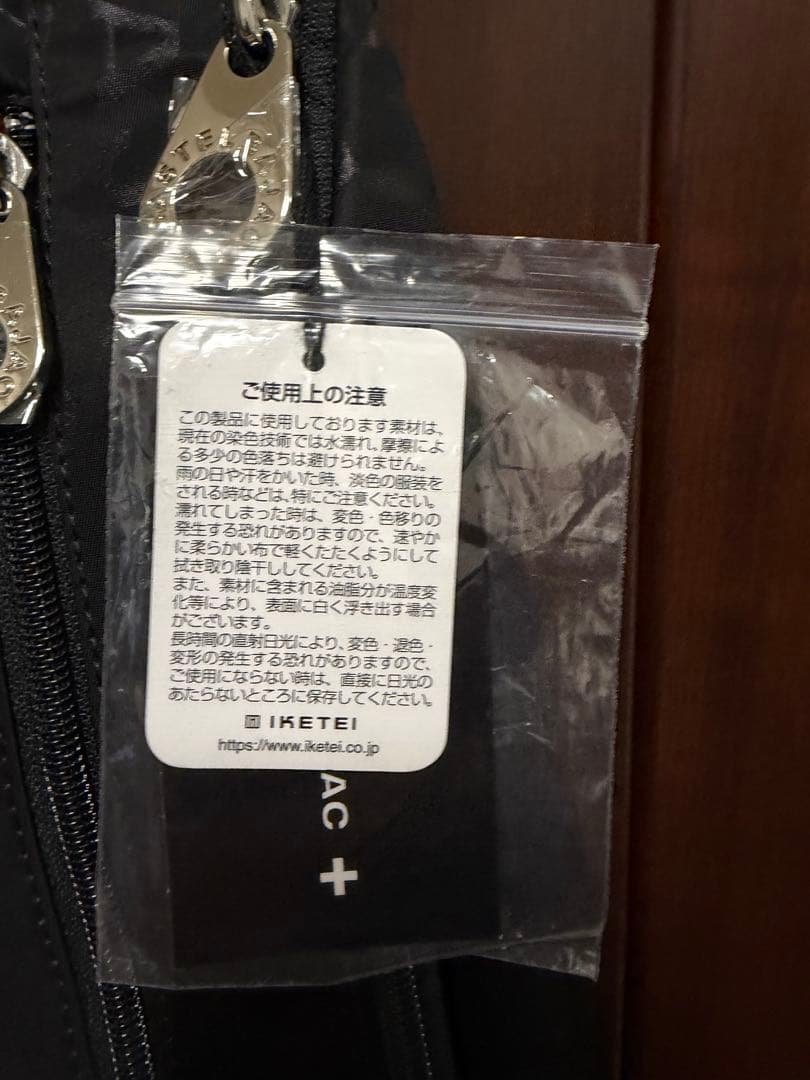 CASTELBAJAC
ご使用上の注意
この製品に使用しております素材は、
現在の染色技術では水濡れ、摩擦によ
る多少の色落ちは避けられません。
雨の日や汗をかいた時、淡色の服装を
される時などは、特にご注意ください。
濡れてしまった時は、変色・色移りの
発生する恐れがありますので、速やか
に柔らかい布で軽くたたくようにして
拭き取り陰干ししてください。
また、素材に含まれる油脂分が温度変
化等により、表面に白く浮き出す場合
がございます。
長時間の直射日光により、変色・退色・
変形の発生する恐れがありますので、
ご使用にならない時は、直接に日光の
あたらないところに保存してください。
IKETEI
https://www.iketei.co.jp
AC